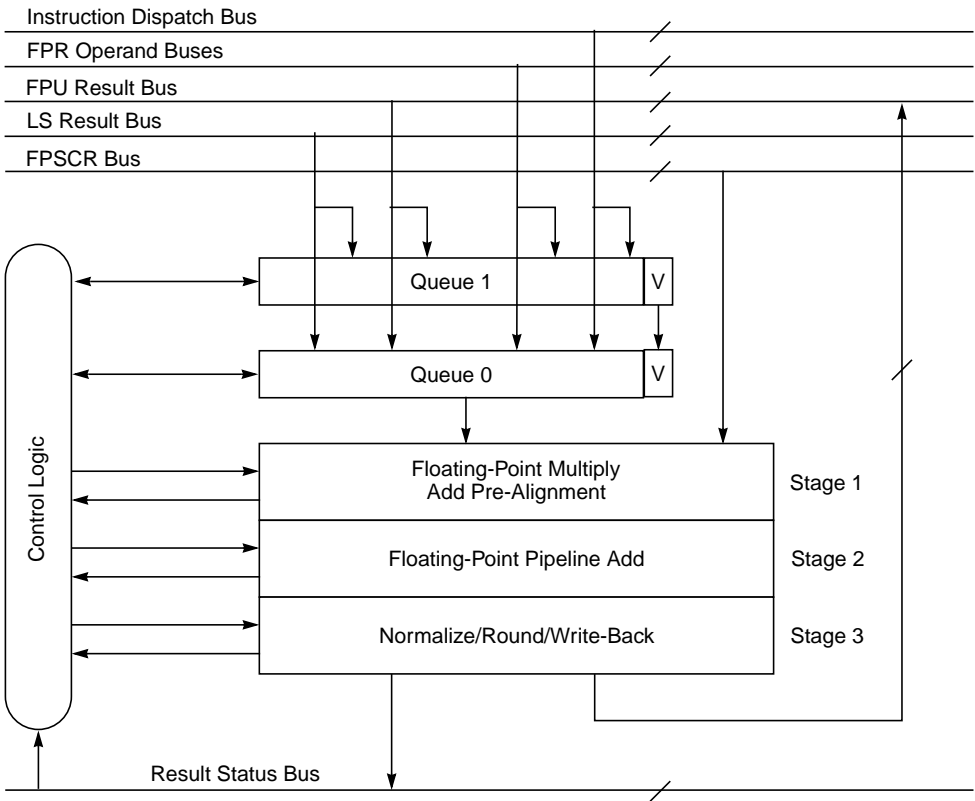 Instruction Dispatch Bus
FPR Operand Buses
FPU Result Bus
LS Result Bus
FPSCR Bus
Queue 1
V
Queue 0
V
Control Logic
Floating-Point Multiply
Add Pre-Alignment
Stage 1
Floating-Point Pipeline Add
Stage 2
Normalize/Round/Write-Back
Stage 3
Result Status Bus